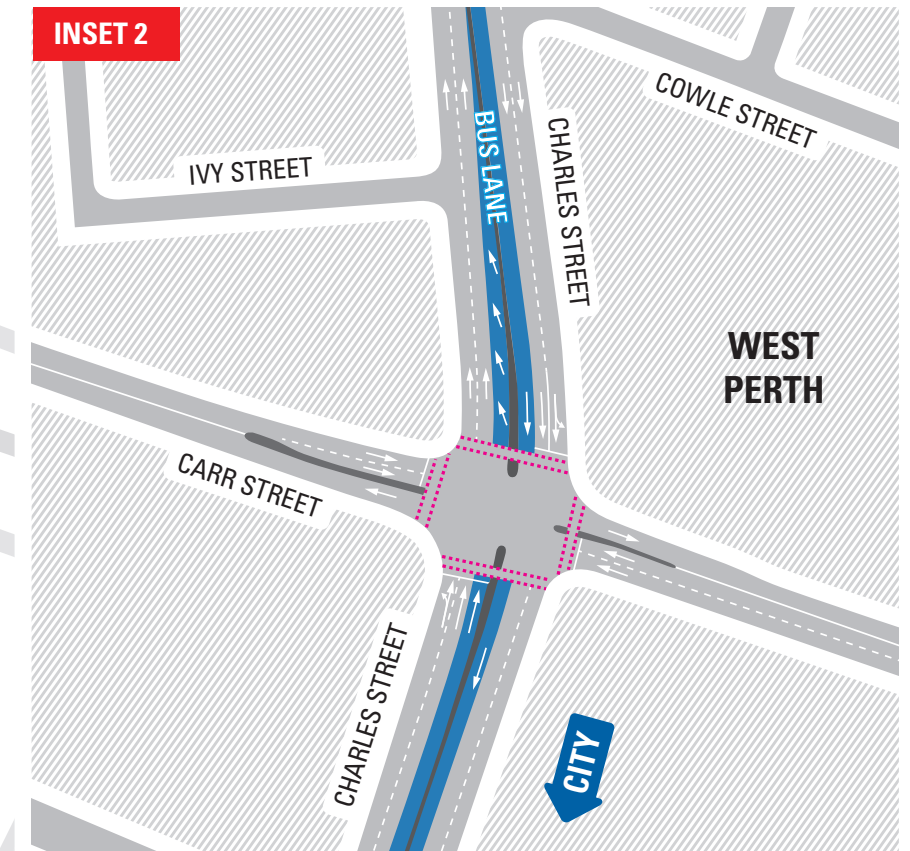 INSET 2
COWLE STREET
CHARLES STREET
BUS LANE
IVY STREET
WEST
PERTH
CARR STREET
CHARLES STREET
CITY